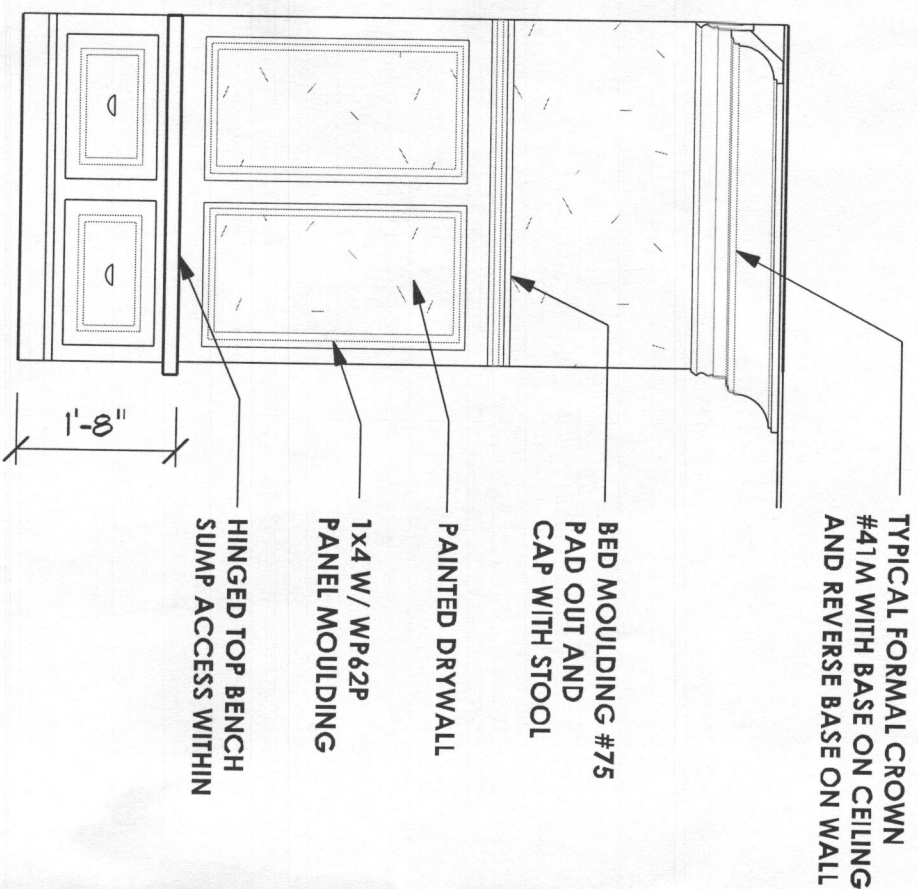 TYPICAL FORMAL CROWN
#41M WITH BASE ON CEILING
AND REVERSE BASE ON WALL
BED MOULDING #75
PAD OUT AND
CAP WITH STOOL
PAINTED DRYWALL
1x4 W/ WP62P
PANEL MOULDING
HINGED TOP BENCH
SUMP ACCESS WITHIN
1'-8"